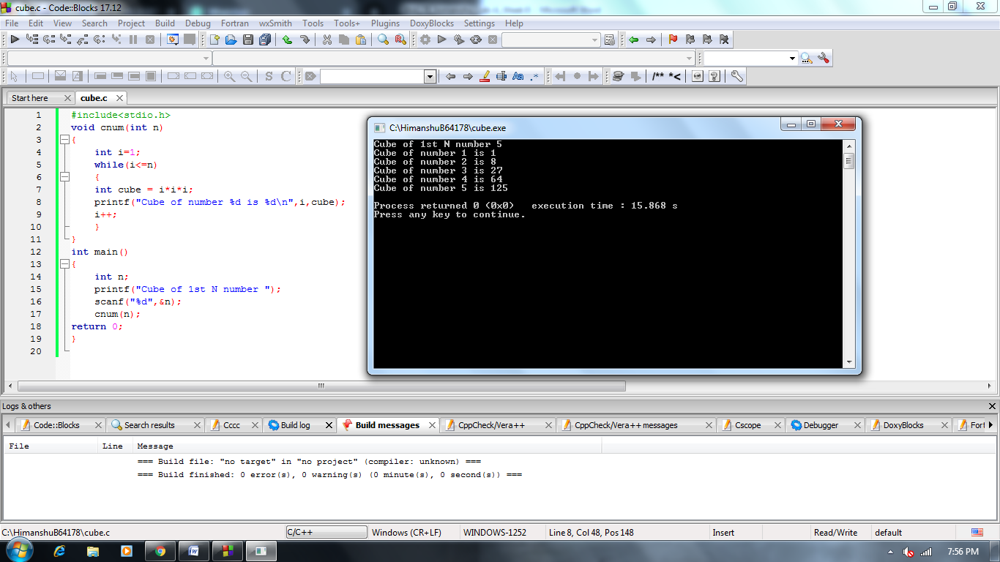 cube.c - Code::Blocks 17.12
File Edit View Search Project Build Debug Fortran wxSmith Tools Tools+ Plugins DoxyBlocks Settings Help
S C
Aa .*
/** *<
Start here cube.c
1 #include<stdio.h>
2 void cnum(int n)
3 {
4 int i=1;
5 while(i<=n)
6 {
7 int cube = i*i*i;
8 printf("Cube of number %d is %d\n",i,cube);
9 i++;
10 }
11 }
12 int main()
13 {
14 int n;
15 printf("Cube of 1st N number ");
16 scanf("%d",&n);
17 cnum(n);
18 return 0;
19 }
20
C:\HimanshuB64178\cube.exe
Cube of 1st N number 5
Cube of number 1 is 1
Cube of number 2 is 8
Cube of number 3 is 27
Cube of number 4 is 64
Cube of number 5 is 125
Process returned 0 (0x0) execution time : 15.868 s
Press any key to continue.
Logs & others
Code::Blocks Search results Cccc Build log Build messages CppCheck/Vera++ CppCheck/Vera++ messages Cscope Debugger DoxyBlocks Fort
File Line Message
=== Build file: "no target" in "no project" (compiler: unknown) ===
=== Build finished: 0 error(s), 0 warning(s) (0 minute(s), 0 second(s)) ===
C:\HimanshuB64178\cube.c C/C++ Windows (CR+LF) WINDOWS-1252 Line 8, Col 48, Pos 148 Insert Read/Write default
7:56 PM